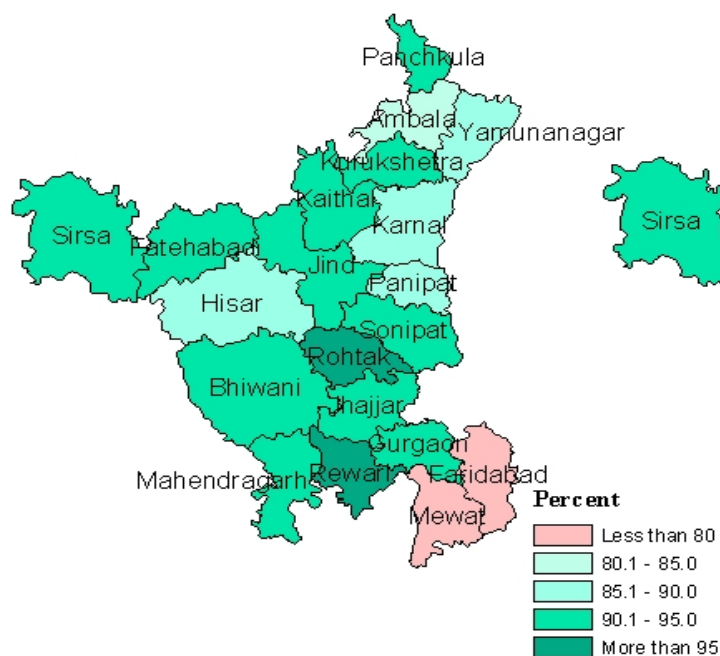 Panchkula
Ambala
Yamunanagar
Kurukshetra
Kaithal
Sirsa
Fatehabad
Karnal
Sirsa
Jind
Panipat
Hisar
Sonipat
Rohtak
Bhiwani
Jhajjar
Gurgaon
Mahendragarh
Rewari
Faridabad
Mewat
Percent
Less than 80
80.1 - 85.0
85.1 - 90.0
90.1 - 95.0
More than 95